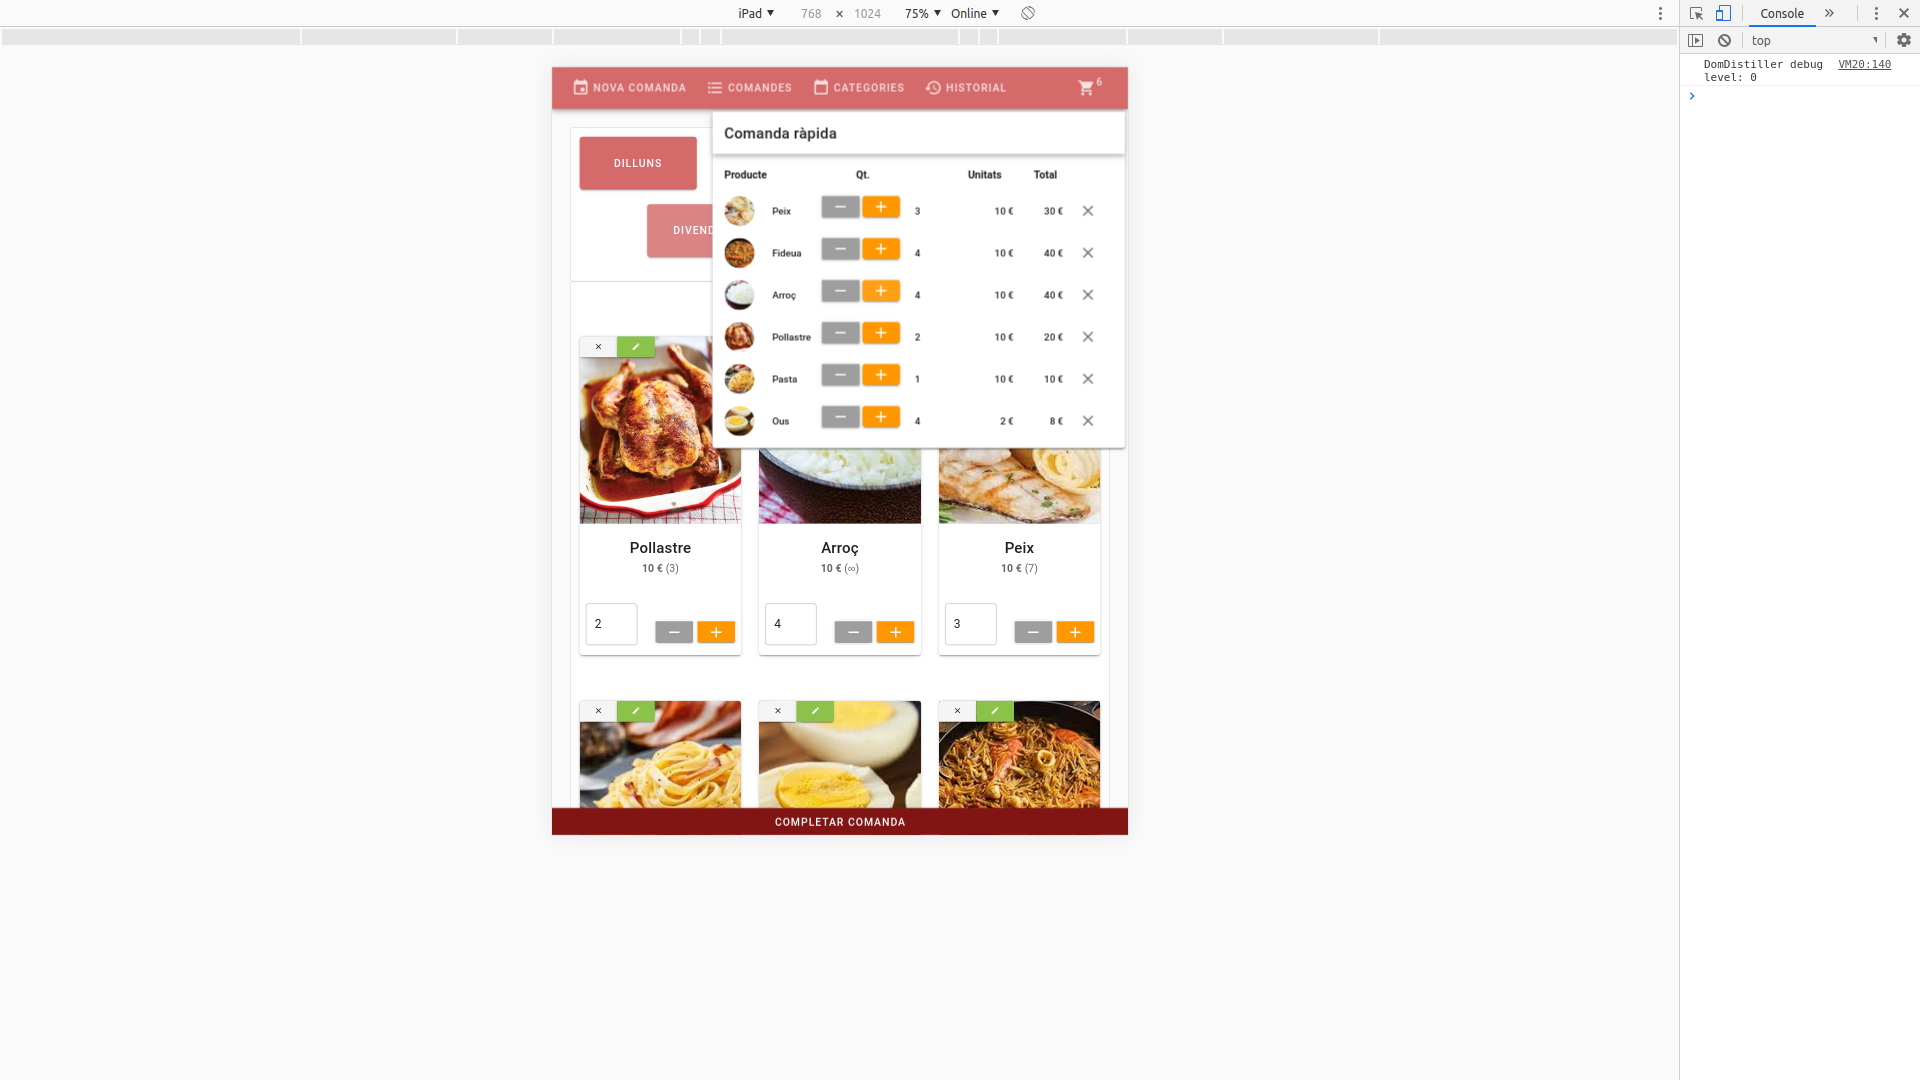 iPad 768 × 1024 75% Online
NOVA COMANDA COMANDES CATEGORIES HISTORIAL 6
DILLUNS
DIVEND
Comanda ràpida
Producte Qt. Unitats Total
Peix 3 10 € 30 €
Fideua 4 10 € 40 €
Arroç 4 10 € 40 €
Pollastre 2 10 € 20 €
Pasta 1 10 € 10 €
Ous 4 2 € 8 €
Pollastre
10 € (3)
2
Arroç
10 € (∞)
4
Peix
10 € (7)
3
COMPLETAR COMANDA
Console
top
DomDistiller debug VM20:140
level: 0